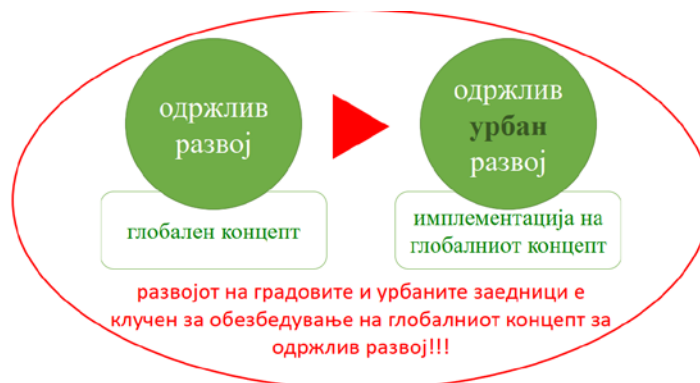 одржлив
развој
глобален концепт
одржлив
урбан
развој
имплементација на
глобалниот концепт
развојот на градовите и урбаните заедници е
клучен за обезбедување на глобалниот концепт за
одржлив развој!!!